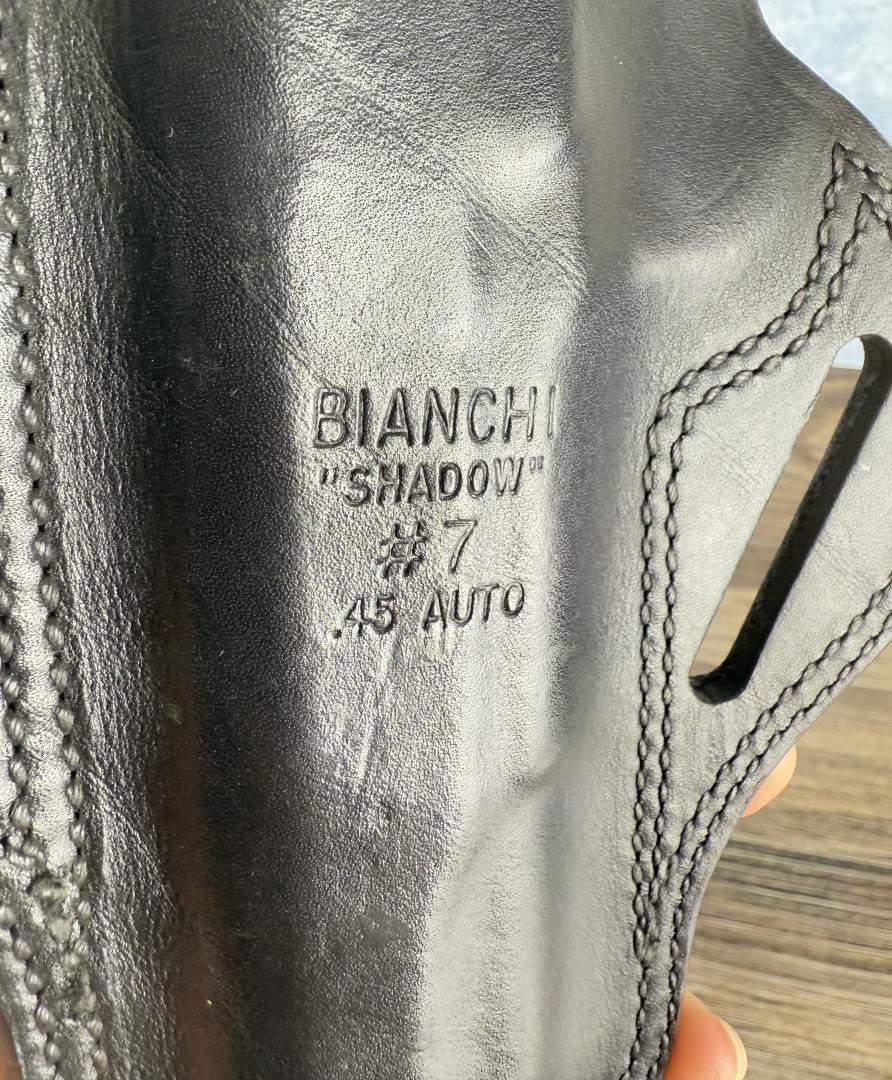 BIANCHI
"SHADOW"
#7
.45 AUTO